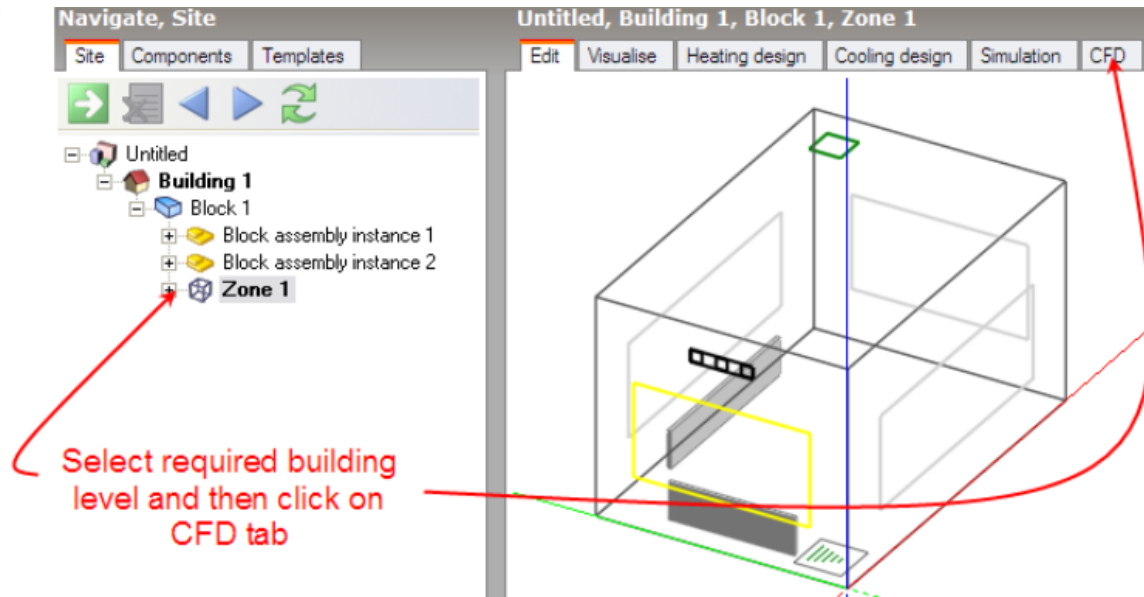 Navigate, Site
Site Components Templates
Untitled
Building 1
Block 1
Block assembly instance 1
Block assembly instance 2
Zone 1
Select required building
level and then click on
CFD tab
Untitled, Building 1, Block 1, Zone 1
Edit Visualise Heating design Cooling design Simulation CFD